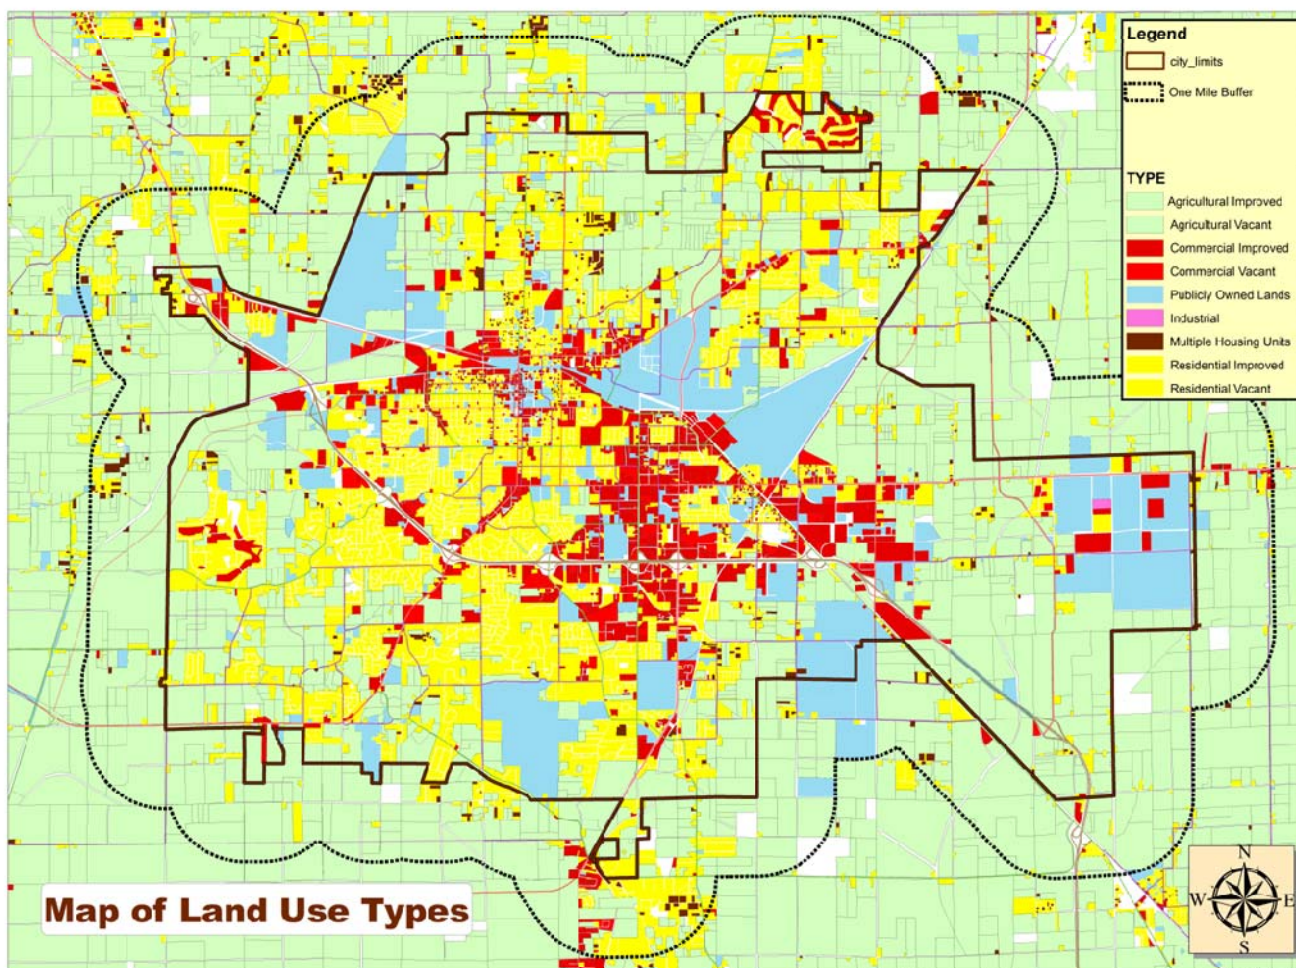 Legend
city_limits
One Mile Buffer
TYPE
Agricultural Improved
Agricultural Vacant
Commercial Improved
Commercial Vacant
Publicly Owned Lands
Industrial
Multiple Housing Units
Residential Improved
Residential Vacant
Map of Land Use Types
N
W E
S